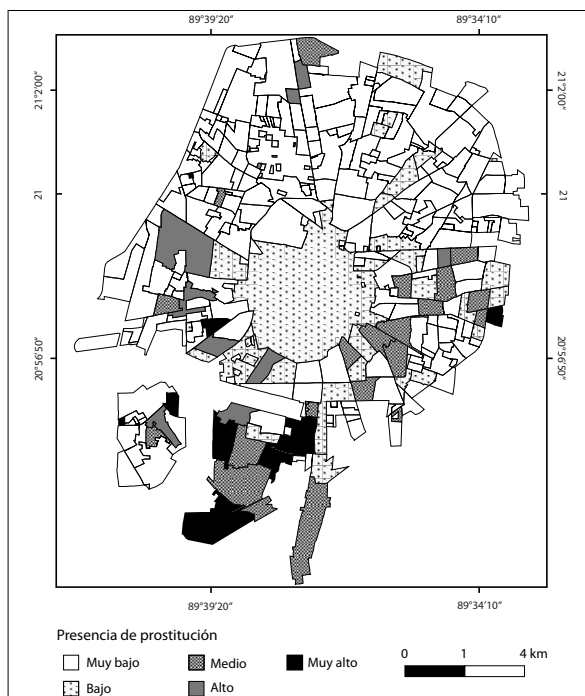 89°39'20" 89°34'10"
21°2'00" 21°2'00"
21 21
20°56'50" 20°56'50"
89°39'20" 89°34'10"
Presencia de prostitución
Muy bajo Medio Muy alto 0 1 4 km
Bajo Alto